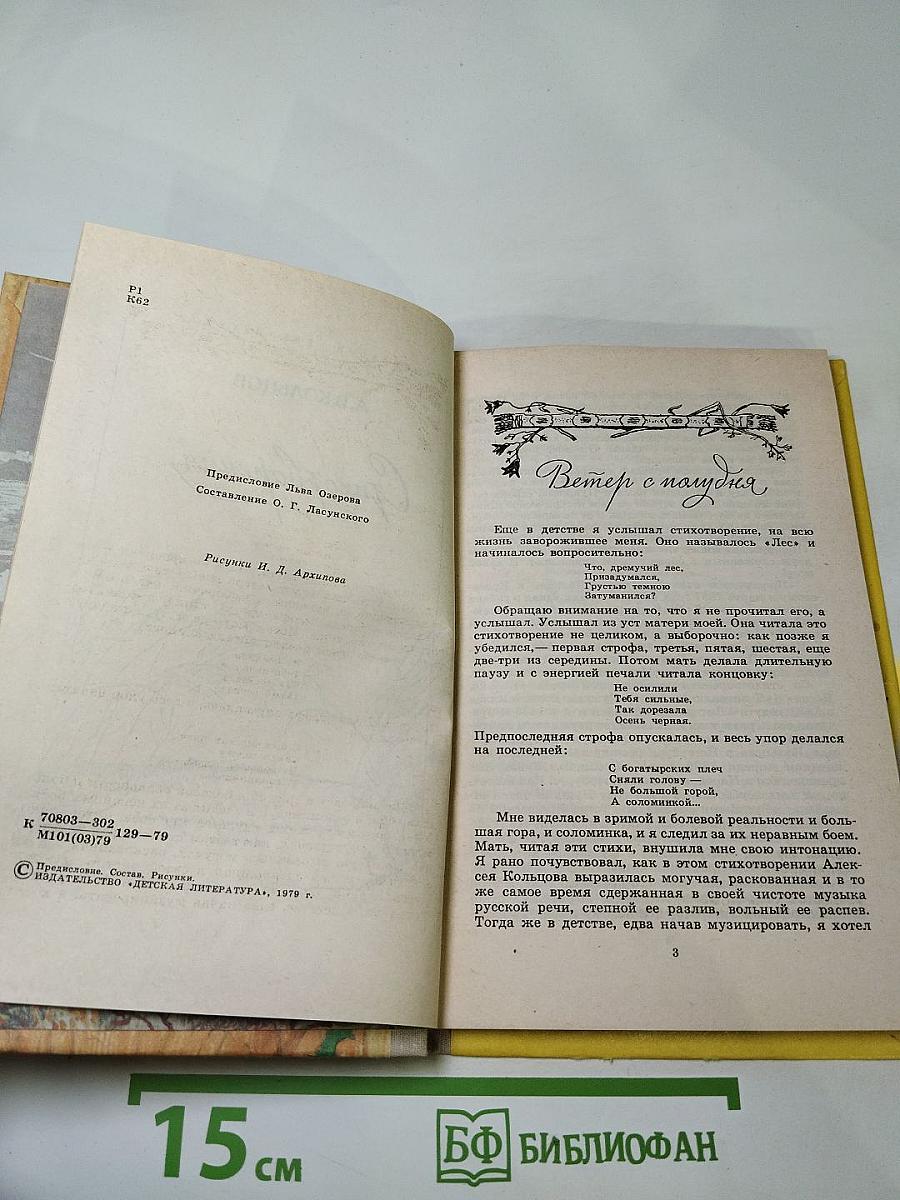 Р1
К62
Предисловие Льва Озерова
Составление О. Г. Ласунского
Рисунки И. Д. Архипова
К 70803—302
М101(03)79 129—79
© Предисловие. Состав. Рисунки.
ИЗДАТЕЛЬСТВО «ДЕТСКАЯ ЛИТЕРАТУРА», 1979 г.
Ветер с полудня
Еще в детстве я услышал стихотворение, на всю
жизнь заворожившее меня. Оно называлось «Лес» и
начиналось вопросительно:
Что, дремучий лес,
Призадумался,
Грустью темною
Затуманился?
Обращаю внимание на то, что я не прочитал его, а
услышал. Услышал из уст матери моей. Она читала это
стихотворение не целиком, а выборочно: как позже я
убедился,— первая строфа, третья, пятая, шестая, еще
две-три из середины. Потом мать делала длительную
паузу и с энергией печали читала концовку:
Не осилили
Тебя сильные,
Так дорезала
Осень черная.
Предпоследняя строфа опускалась, и весь упор делался
на последней:
С богатырских плеч
Сняли голову —
Не большой горой,
А соломинкой...
Мне виделась в зримой и болевой реальности и боль-
шая гора, и соломинка, и я следил за их неравным боем.
Мать, читая эти стихи, внушила мне свою интонацию.
Я рано почувствовал, как в этом стихотворении Алек-
сея Кольцова выразилась могучая, раскованная и в то
же самое время сдержанная в своей чистоте музыка
русской речи, степной ее разлив, вольный ее распев.
Тогда же в детстве, едва начав музицировать, я хотел
3
15 см
БФ БИБЛИОФАН